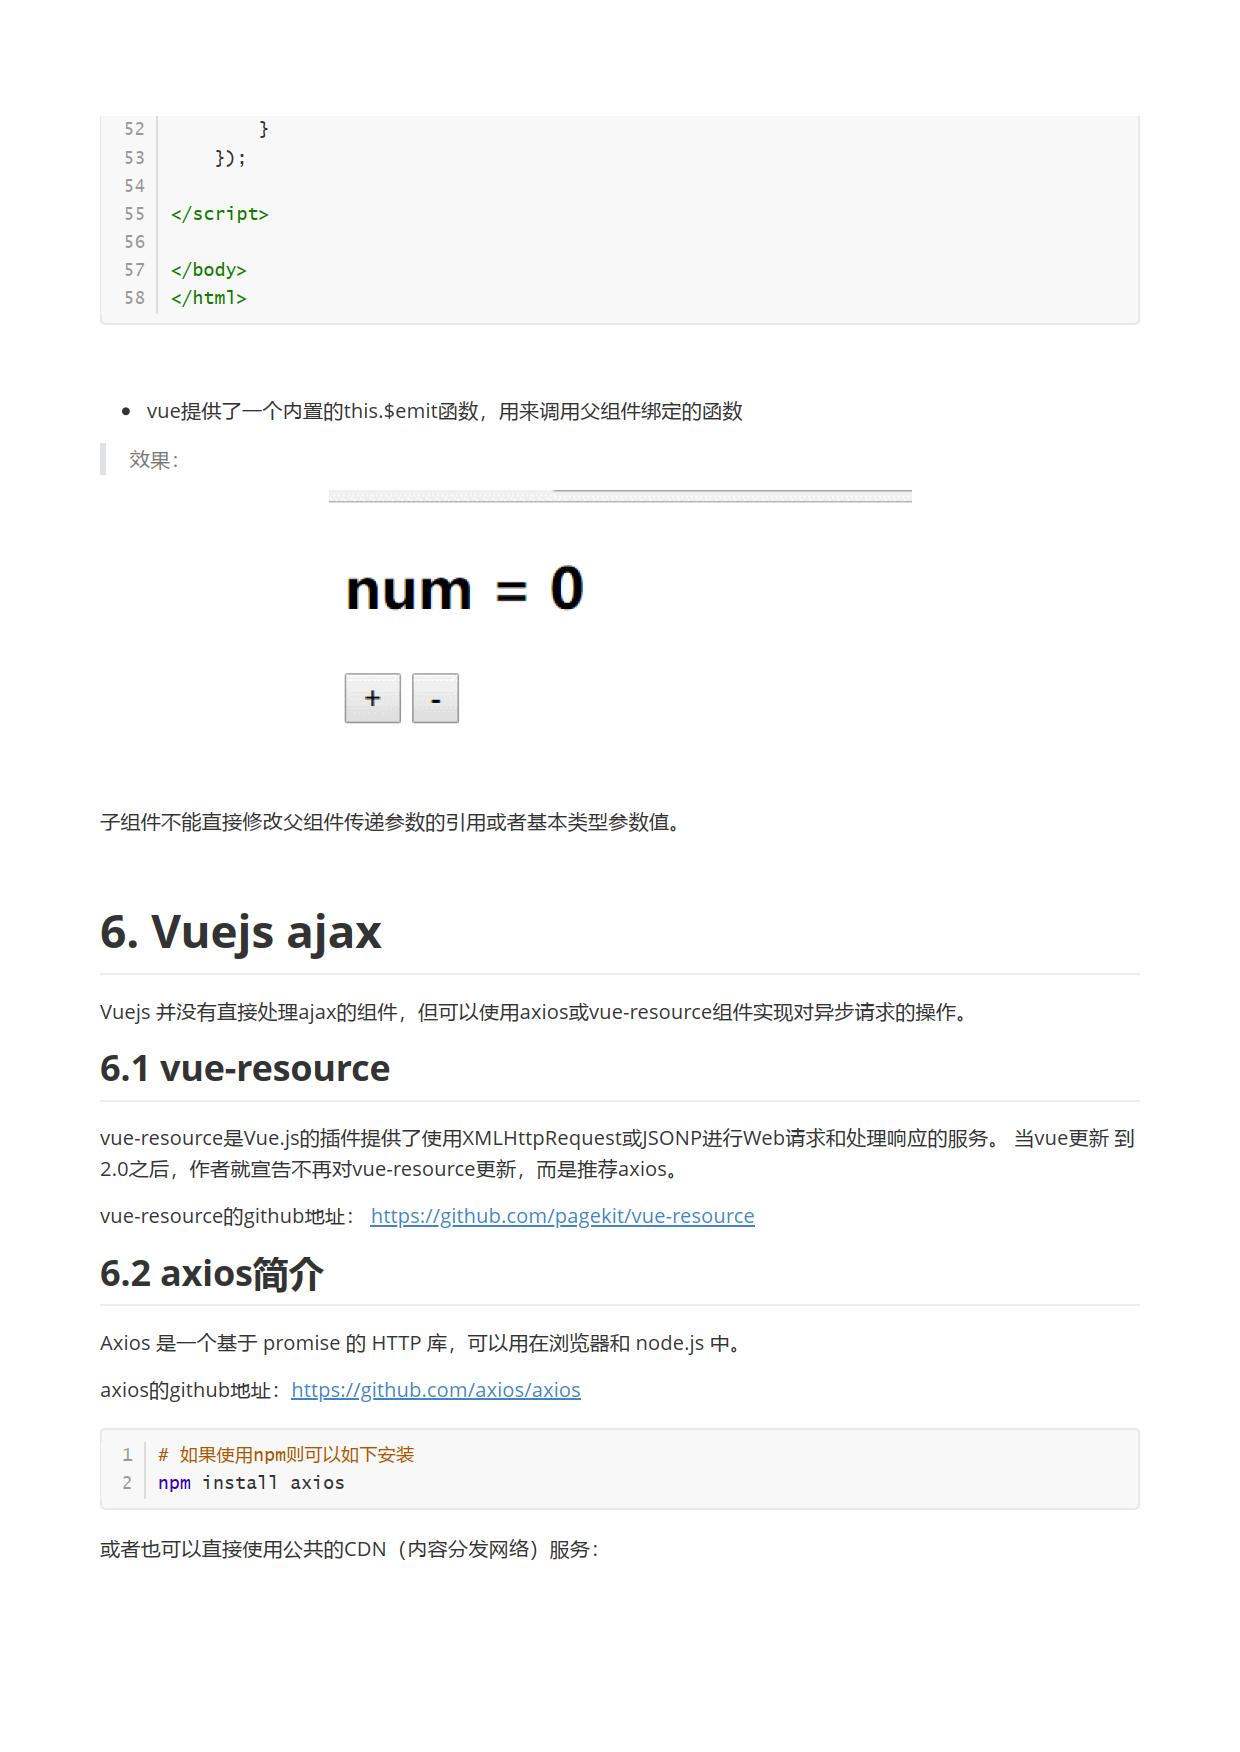 52         }
53     });
54
55 </script>
56
57 </body>
58 </html>
• vue提供了一个内置的this.$emit函数，用来调用父组件绑定的函数
效果：
num = 0
+ -
子组件不能直接修改父组件传递参数的引用或者基本类型参数值。
6. Vuejs ajax
Vuejs 并没有直接处理ajax的组件，但可以使用axios或vue-resource组件实现对异步请求的操作。
6.1 vue-resource
vue-resource是Vue.js的插件提供了使用XMLHttpRequest或JSONP进行Web请求和处理响应的服务。 当vue更新 到
2.0之后，作者就宣告不再对vue-resource更新，而是推荐axios。
vue-resource的github地址： https://github.com/pagekit/vue-resource
6.2 axios简介
Axios 是一个基于 promise 的 HTTP 库，可以用在浏览器和 node.js 中。
axios的github地址：https://github.com/axios/axios
1 # 如果使用npm则可以如下安装
2 npm install axios
或者也可以直接使用公共的CDN（内容分发网络）服务：